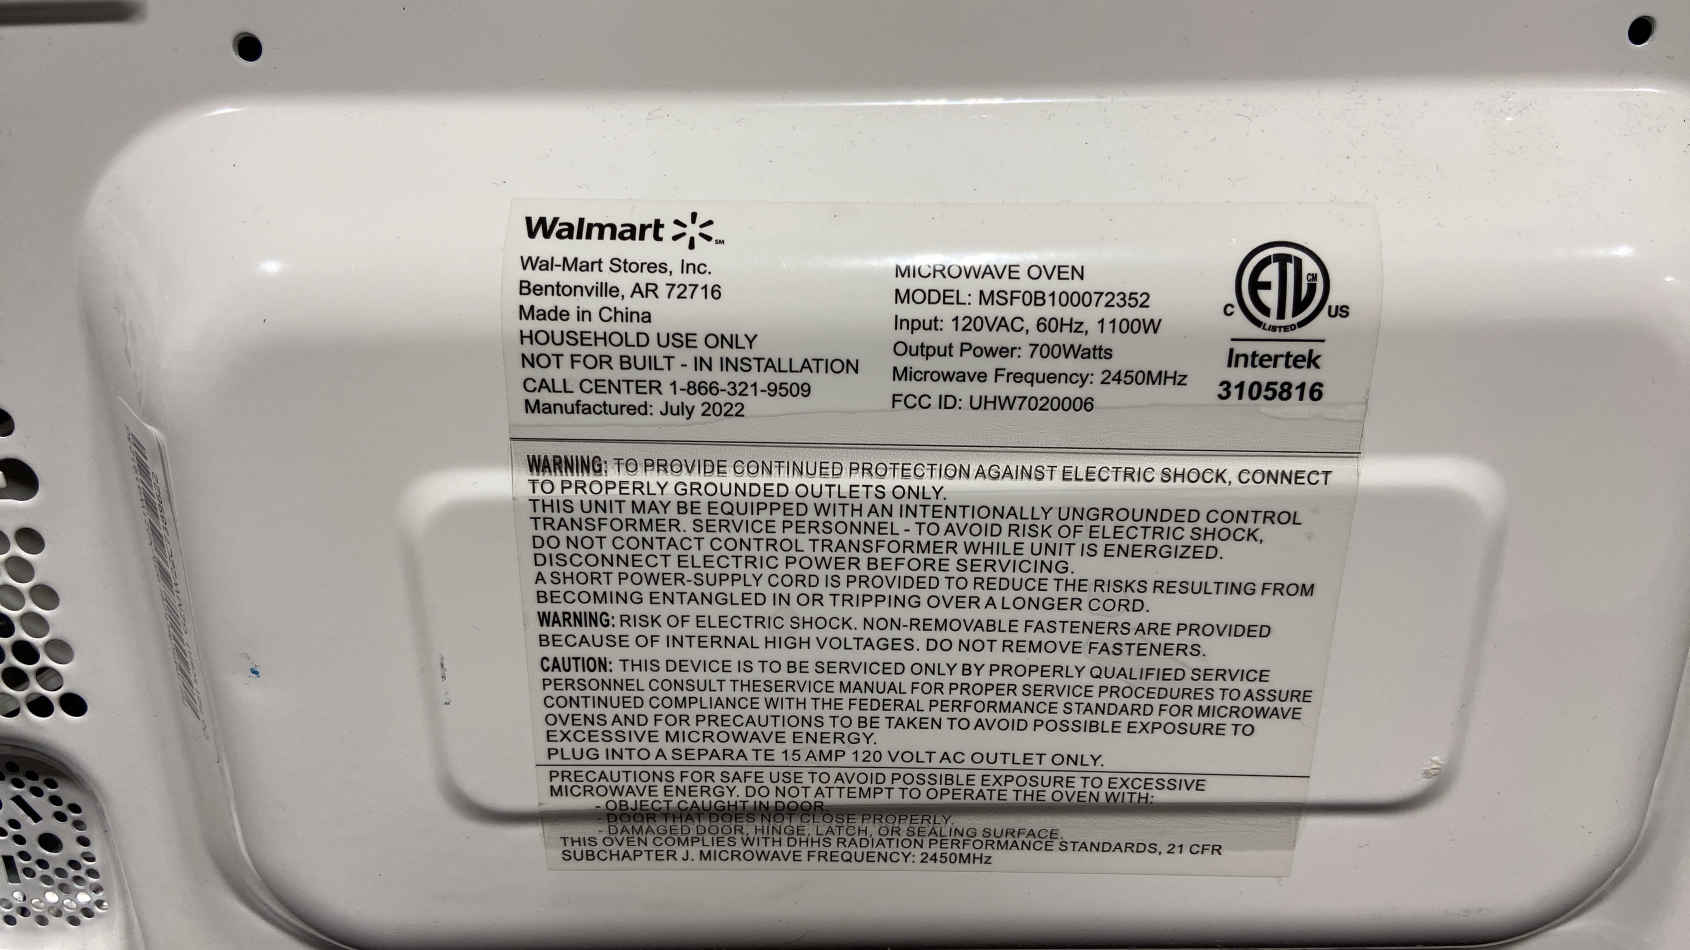 Walmart SM
Wal-Mart Stores, Inc.
Bentonville, AR 72716
Made in China
HOUSEHOLD USE ONLY
NOT FOR BUILT - IN INSTALLATION
CALL CENTER 1-866-321-9509
Manufactured: July 2022
MICROWAVE OVEN
MODEL: MSF0B100072352
Input: 120VAC, 60Hz, 1100W
Output Power: 700Watts
Microwave Frequency: 2450MHz
FCC ID: UHW7020006
ETL CM
C US
LISTED
Intertek
3105816
WARNING: TO PROVIDE CONTINUED PROTECTION AGAINST ELECTRIC SHOCK, CONNECT
TO PROPERLY GROUNDED OUTLETS ONLY.
THIS UNIT MAY BE EQUIPPED WITH AN INTENTIONALLY UNGROUNDED CONTROL
TRANSFORMER. SERVICE PERSONNEL - TO AVOID RISK OF ELECTRIC SHOCK,
DO NOT CONTACT CONTROL TRANSFORMER WHILE UNIT IS ENERGIZED.
DISCONNECT ELECTRIC POWER BEFORE SERVICING.
A SHORT POWER-SUPPLY CORD IS PROVIDED TO REDUCE THE RISKS RESULTING FROM
BECOMING ENTANGLED IN OR TRIPPING OVER A LONGER CORD.
WARNING: RISK OF ELECTRIC SHOCK. NON-REMOVABLE FASTENERS ARE PROVIDED
BECAUSE OF INTERNAL HIGH VOLTAGES. DO NOT REMOVE FASTENERS.
CAUTION: THIS DEVICE IS TO BE SERVICED ONLY BY PROPERLY QUALIFIED SERVICE
PERSONNEL CONSULT THESERVICE MANUAL FOR PROPER SERVICE PROCEDURES TO ASSURE
CONTINUED COMPLIANCE WITH THE FEDERAL PERFORMANCE STANDARD FOR MICROWAVE
OVENS AND FOR PRECAUTIONS TO BE TAKEN TO AVOID POSSIBLE EXPOSURE TO
EXCESSIVE MICROWAVE ENERGY.
PLUG INTO A SEPARA TE 15 AMP 120 VOLT AC OUTLET ONLY.
PRECAUTIONS FOR SAFE USE TO AVOID POSSIBLE EXPOSURE TO EXCESSIVE
MICROWAVE ENERGY. DO NOT ATTEMPT TO OPERATE THE OVEN WITH:
- OBJECT CAUGHT IN DOOR.
- DOOR THAT DOES NOT CLOSE PROPERLY.
- DAMAGED DOOR, HINGE, LATCH, OR SEALING SURFACE.
THIS OVEN COMPLIES WITH DHHS RADIATION PERFORMANCE STANDARDS, 21 CFR
SUBCHAPTER J. MICROWAVE FREQUENCY: 2450MHz